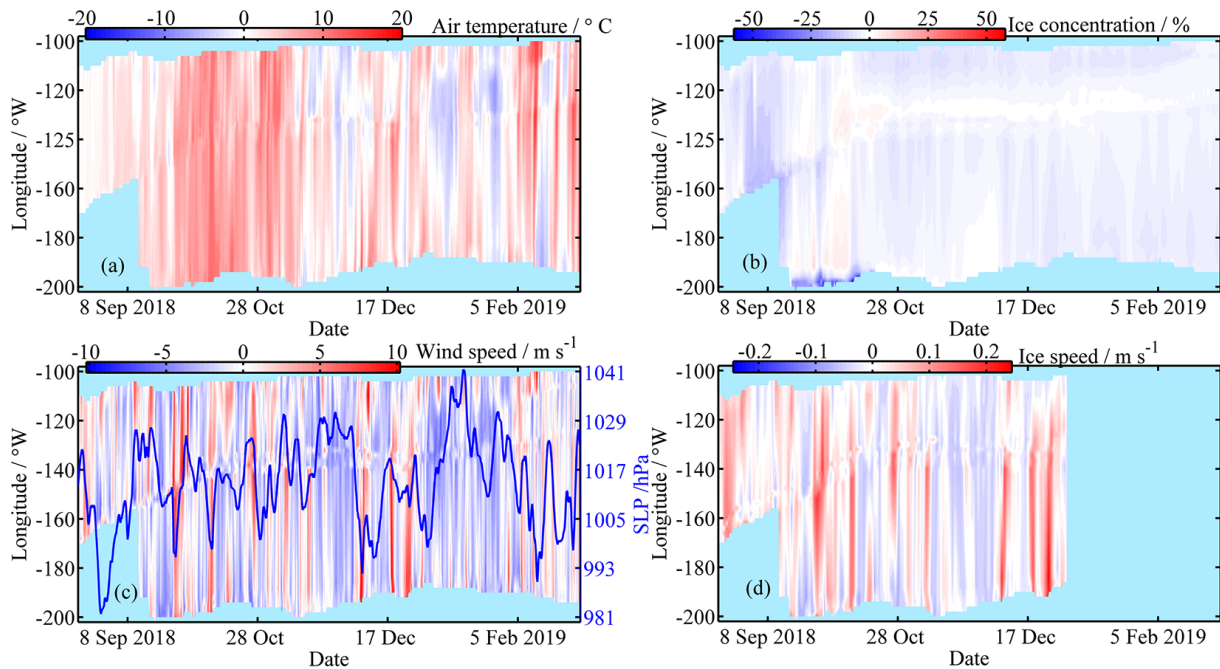 -20 -10 0 10 20 Air temperature / ° C
-100
-120
-125
-160
-180
-200
Longitude / °W
(a)
8 Sep 2018 28 Oct 17 Dec 5 Feb 2019
Date
-50 -25 0 25 50 Ice concentration / %
-100
-120
-125
-160
-180
-200
Longitude / °W
(b)
8 Sep 2018 28 Oct 17 Dec 5 Feb 2019
Date
-10 -5 0 5 10 Wind speed / m s-1
-100
-120
-140
-160
-180
-200
Longitude / °W
(c)
1041
1029
1017
1005
993
981
SLP /hPa
8 Sep 2018 28 Oct 17 Dec 5 Feb 2019
Date
-0.2 -0.1 0 0.1 0.2 Ice speed / m s-1
-100
-120
-140
-160
-180
-200
Longitude / °W
(d)
8 Sep 2018 28 Oct 17 Dec 5 Feb 2019
Date